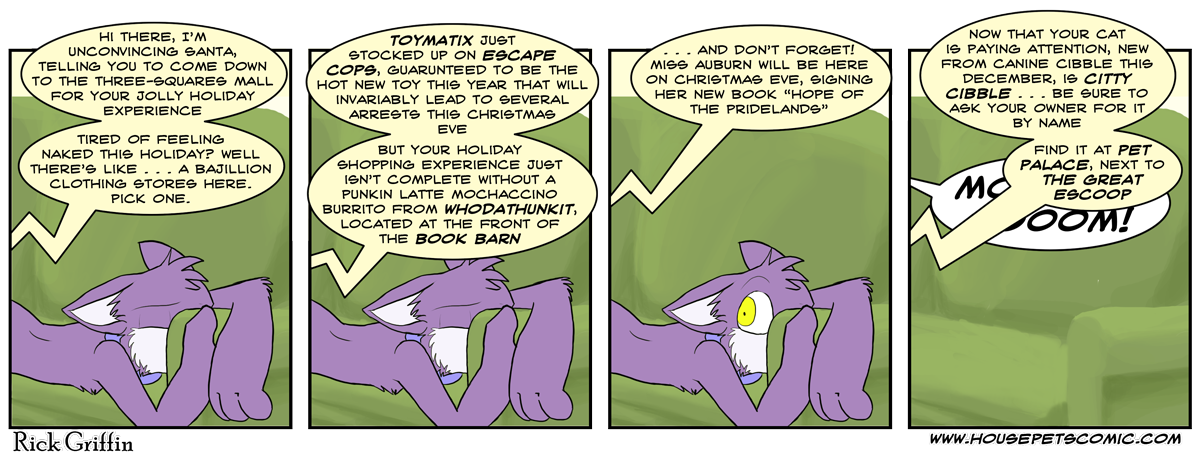 HI THERE, I'M
UNCONVINCING SANTA,
TELLING YOU TO COME DOWN
TO THE THREE-SQUARES MALL
FOR YOUR JOLLY HOLIDAY
EXPERIENCE
TIRED OF FEELING
NAKED THIS HOLIDAY? WELL
THERE'S LIKE . . . A BAJILLION
CLOTHING STORES HERE.
PICK ONE.
TOYMATIX JUST
STOCKED UP ON ESCAPE
COPS, GUARUNTEED TO BE THE
HOT NEW TOY THIS YEAR THAT WILL
INVARIABLY LEAD TO SEVERAL
ARRESTS THIS CHRISTMAS
EVE
BUT YOUR HOLIDAY
SHOPPING EXPERIENCE JUST
ISN'T COMPLETE WITHOUT A
PUNKIN LATTE MOCHACCINO
BURRITO FROM WHODATHUNKIT,
LOCATED AT THE FRONT OF
THE BOOK BARN
. . . AND DON'T FORGET!
MISS AUBURN WILL BE HERE
ON CHRISTMAS EVE, SIGNING
HER NEW BOOK "HOPE OF
THE PRIDELANDS"
NOW THAT YOUR CAT
IS PAYING ATTENTION, NEW
FROM CANINE CIBBLE THIS
DECEMBER, IS CITTY
CIBBLE . . . BE SURE TO
ASK YOUR OWNER FOR IT
BY NAME
FIND IT AT PET
PALACE, NEXT TO
THE GREAT
ESCOOP
OOM!
Rick Griffin
WWW.HOUSEPETSCOMIC.COM